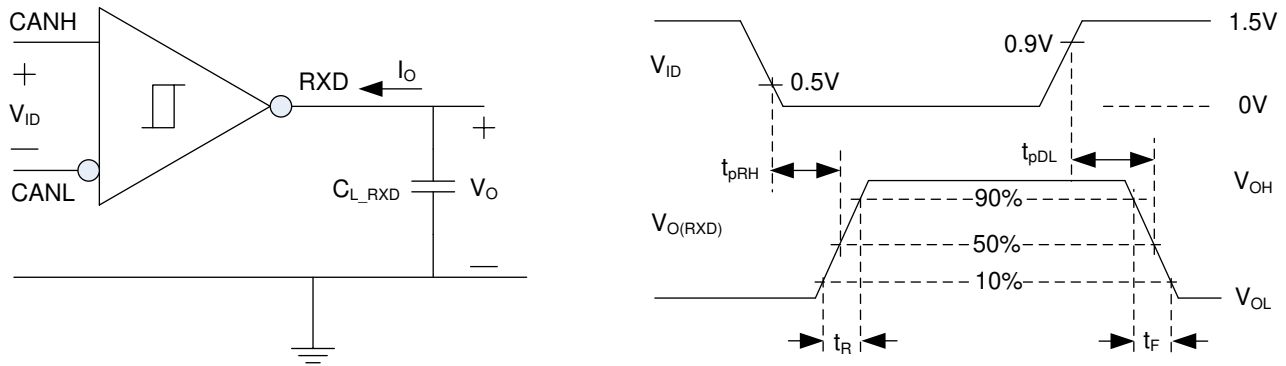 CANH
+
V_ID
—
CANL
RXD
I_O
+
C_L_RXD
V_O
—
V_ID
0.5V
0.9V
1.5V
0V
t_pRH
t_pDL
V_O(RXD)
90%
50%
10%
V_OH
V_OL
t_R
t_F